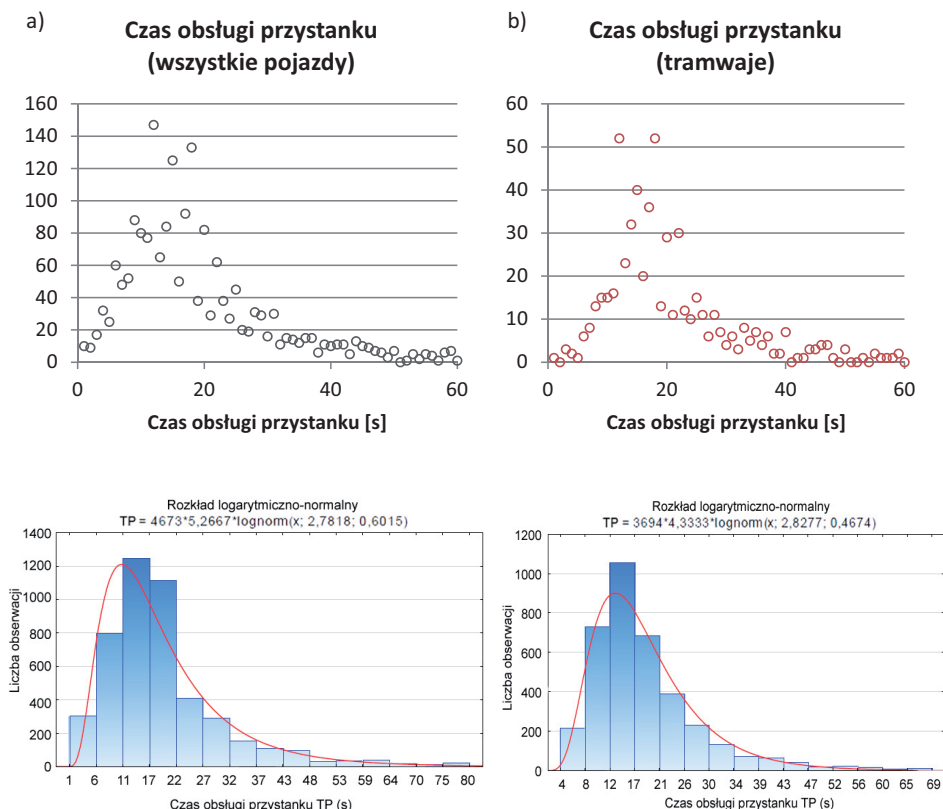 a)
Czas obsługi przystanku
(wszystkie pojazdy)
160
140
120
100
80
60
40
20
0
0 20 40 60
Czas obsługi przystanku [s]
b)
Czas obsługi przystanku
(tramwaje)
60
50
40
30
20
10
0
0 10 20 30 40 50 60
Czas obsługi przystanku [s]
Rozkład logarytmiczno-normalny
TP = 4673*5,2667*lognorm(x; 2,7818; 0,6015)
1400
1200
1000
800
600
400
200
0
Liczba obserwacji
1 6 11 17 22 27 32 37 43 48 53 59 64 69 75 80
Czas obsługi przystanku TP (s)
Rozkład logarytmiczno-normalny
TP = 3694*4,3333*lognorm(x; 2,8277; 0,4674)
1200
1000
800
600
400
200
0
Liczba obserwacji
4 8 12 17 21 26 30 34 39 43 47 52 56 60 65 69
Czas obsługi przystanku TP (s)